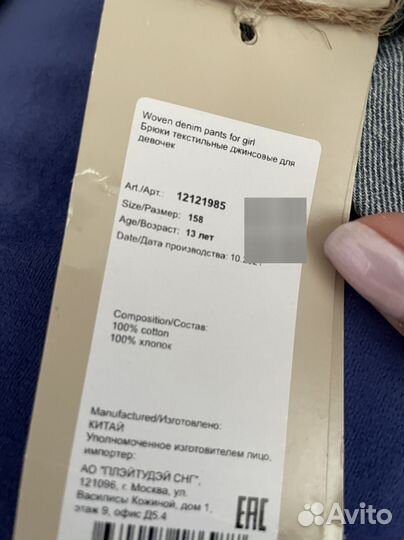 Woven denim pants for girl
Брюки текстильные джинсовые для
девочек
Art./Арт.: 12121985
Size/Размер: 158
Age/Возраст: 13 лет
Date/Дата производства: 10.2021
Composition/Состав:
100% cotton
100% хлопок
Manufactured/Изготовлено:
КИТАЙ
Уполномоченное изготовителем лицо,
импортер:
АО "ПЛЭЙТУДЭЙ СНГ",
121096, г. Москва, ул.
Василисы Кожиной, дом 1,
этаж 9, офис Д5.4
EAC
Avito